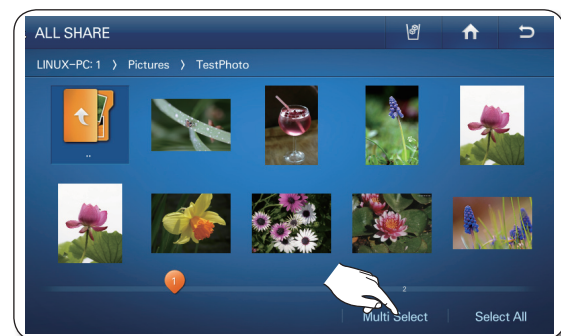 ALL SHARE
LINUX-PC: 1 > Pictures > TestPhoto
..
1
2
Multi Select
Select All